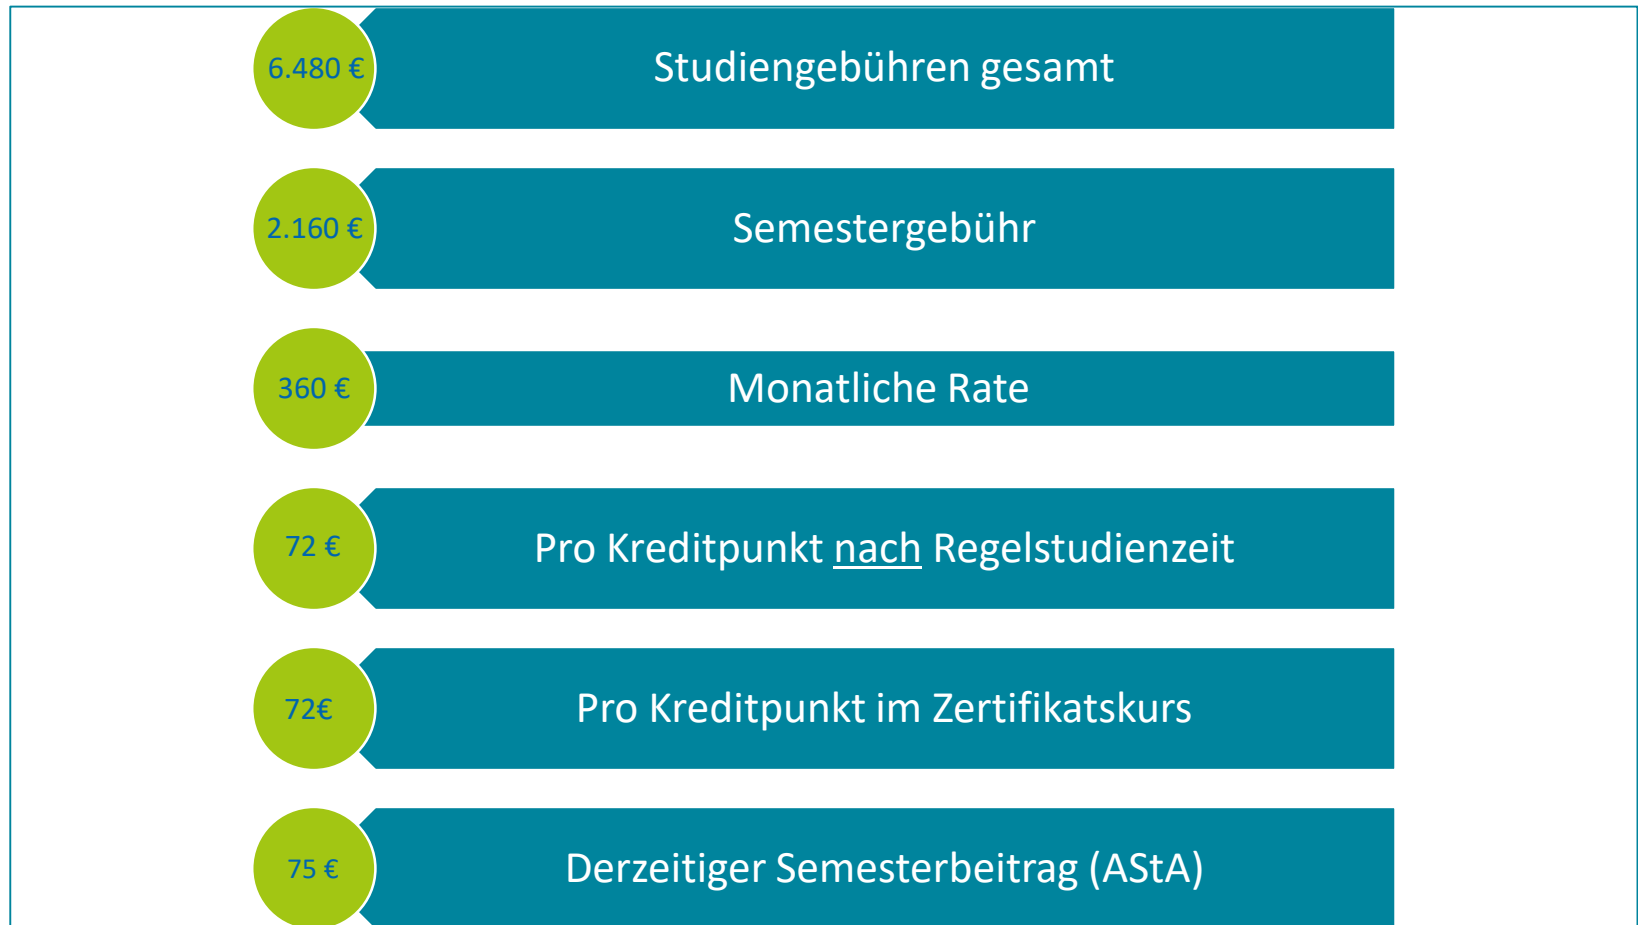 6.480 € Studiengebühren gesamt
2.160 € Semestergebühr
360 € Monatliche Rate
72 € Pro Kreditpunkt nach Regelstudienzeit
72€ Pro Kreditpunkt im Zertifikatskurs
75 € Derzeitiger Semesterbeitrag (AStA)